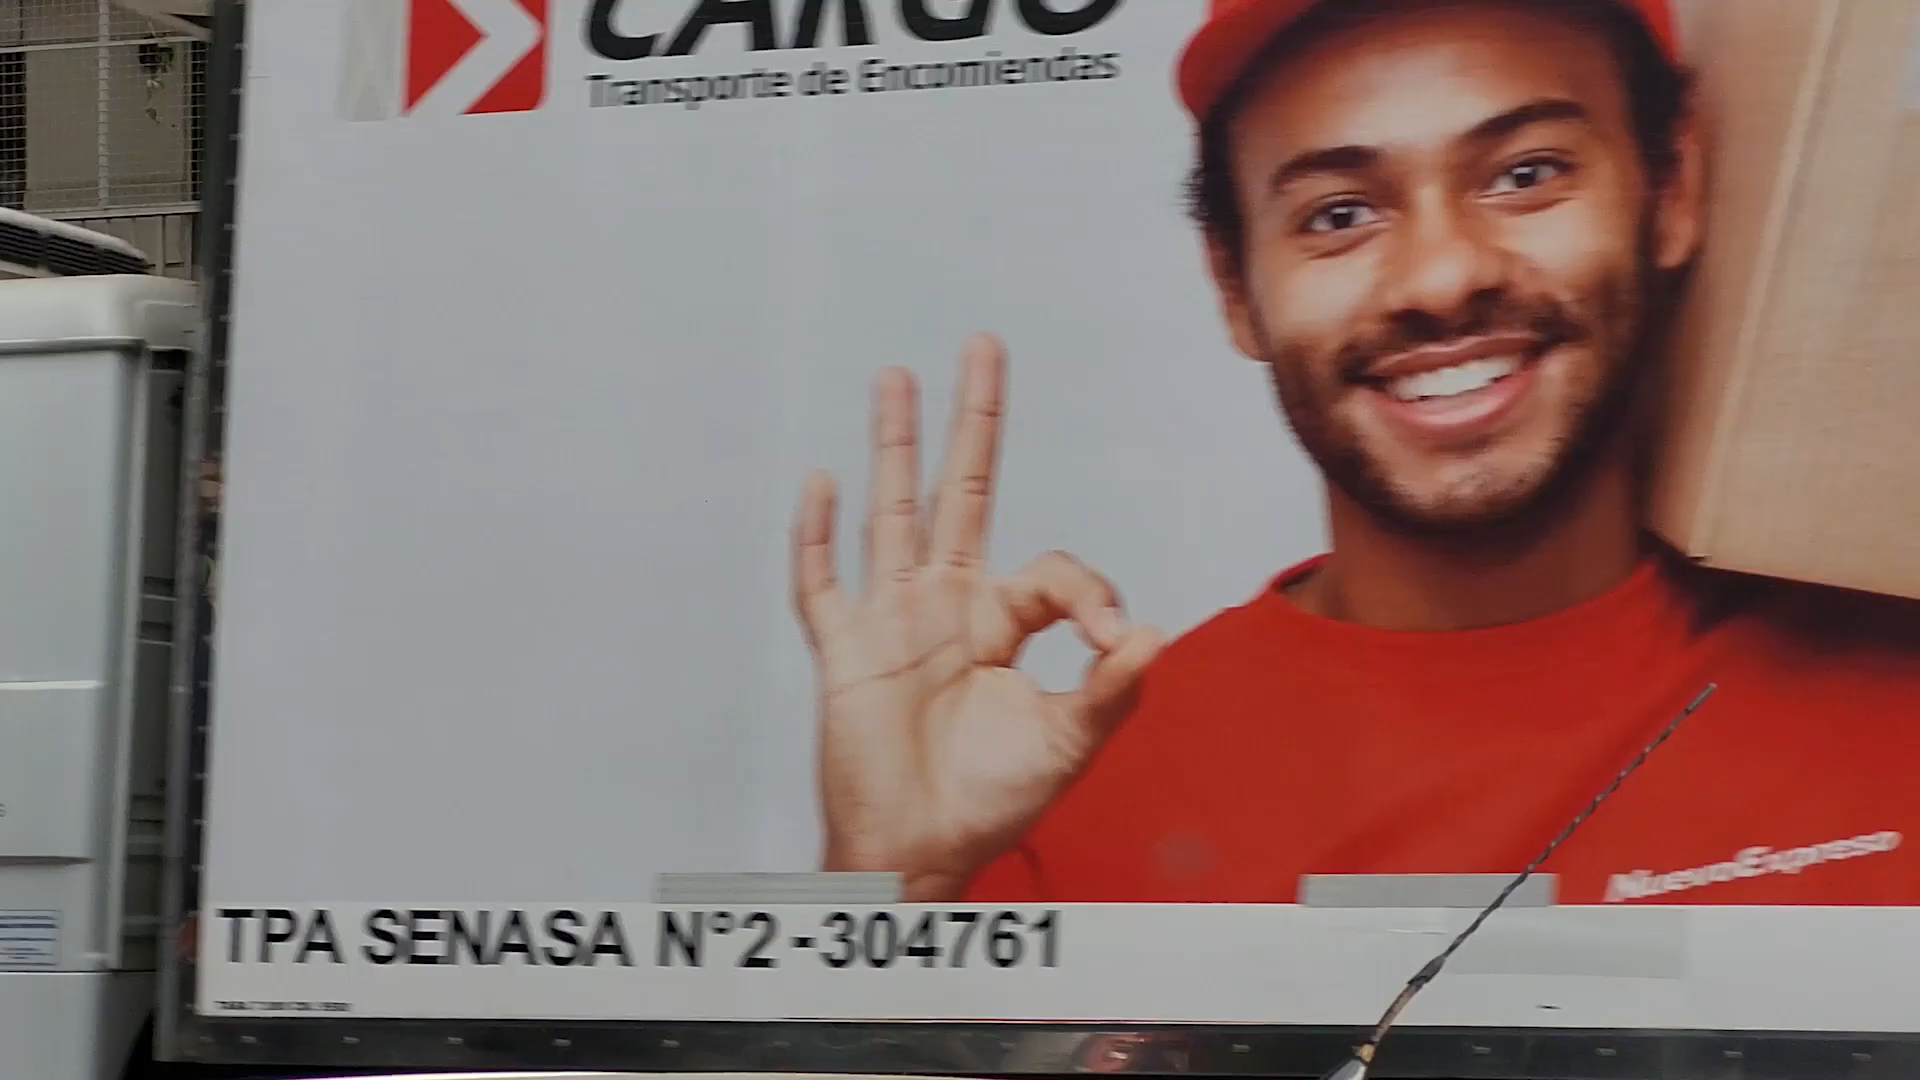 CARGO
Transporte de Encomiendas
NuevoExpreso
TPA SENASA N°2-304761